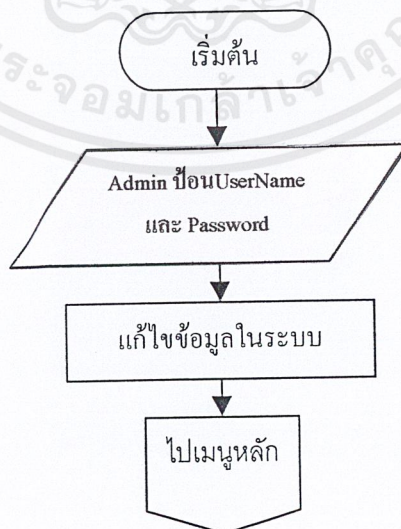 เริ่มต้น
Admin ป้อนUserName
และ Password
แก้ไขข้อมูลในระบบ
ไปเมนูหลัก